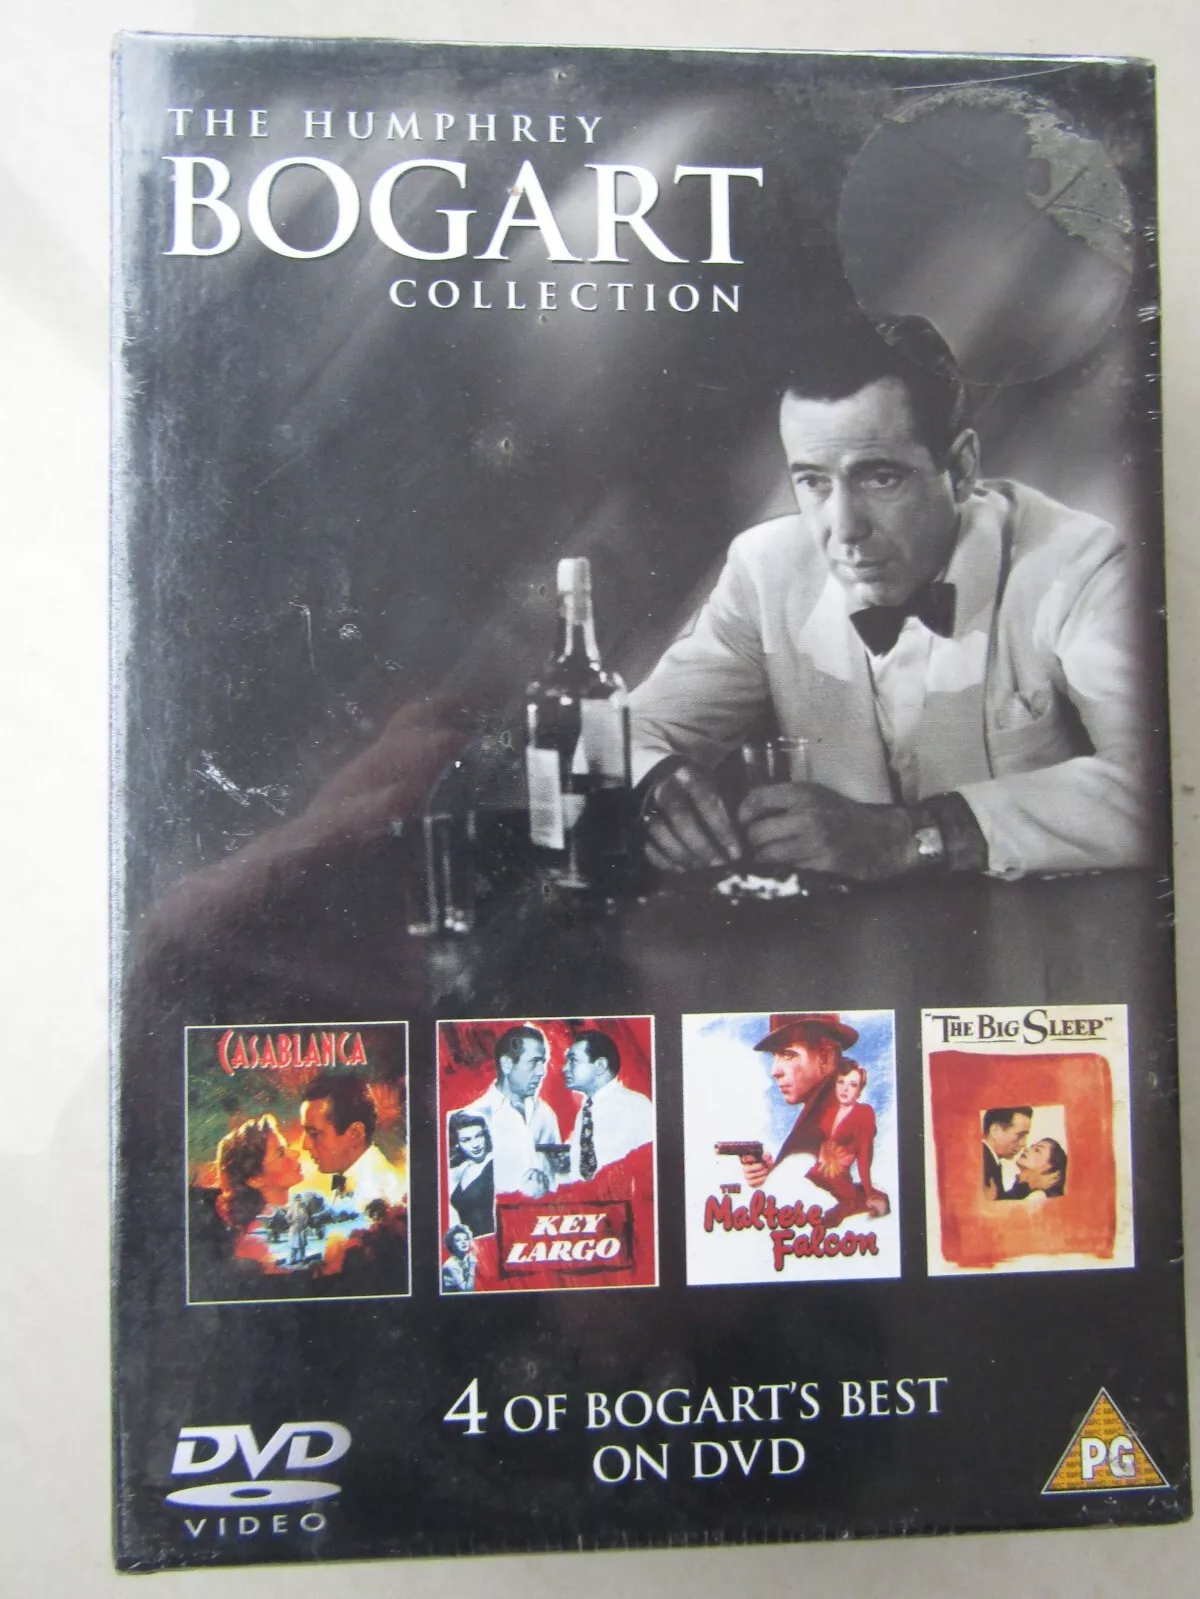 THE HUMPHREY
BOGART
COLLECTION
CASABLANCA
KEY
LARGO
THE
Maltese
Falcon
"THE BIG SLEEP"
4 OF BOGART'S BEST
ON DVD
DVD
VIDEO
PG